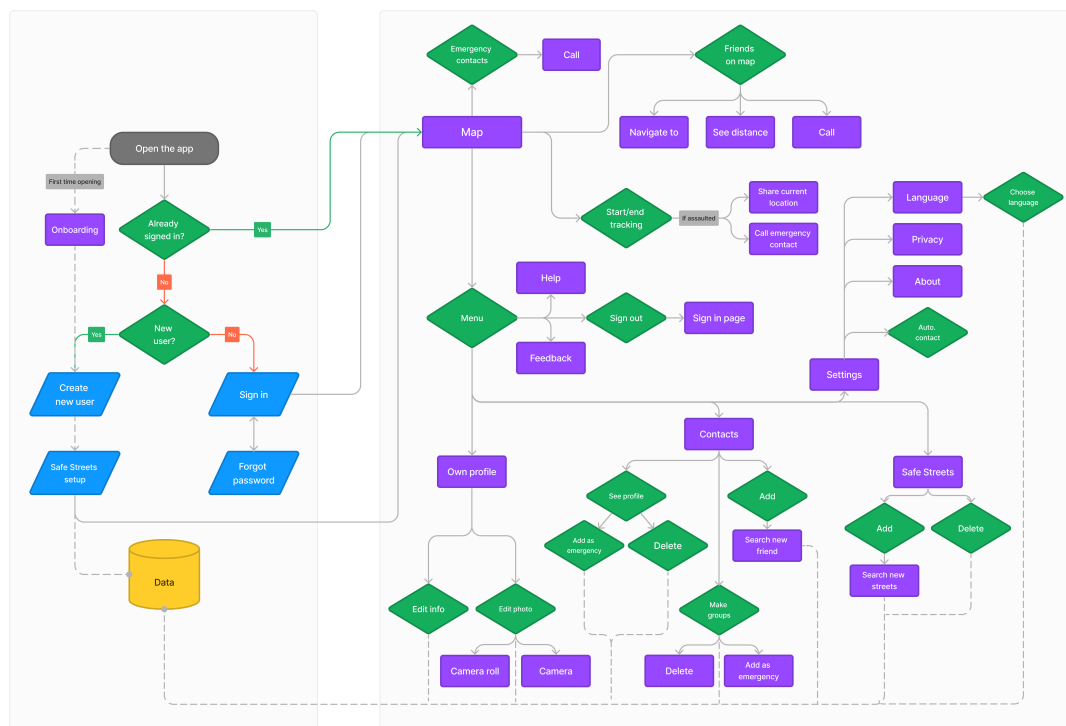 Emergency
contacts
Call
Friends
on map
Map
Navigate to
See distance
Call
Open the app
First time opening
Onboarding
Already
signed in?
Yes
No
New
user?
Yes
No
Create
new user
Sign in
Safe Streets
setup
Forgot
password
Data
Start/end
tracking
If assaulted
Share current
location
Call emergency
contact
Language
Choose
language
Privacy
About
Auto.
contact
Settings
Help
Menu
Sign out
Sign in page
Feedback
Contacts
Own profile
See profile
Add
Add as
emergency
Delete
Search new
friend
Safe Streets
Add
Delete
Search new
streets
Edit info
Edit photo
Make
groups
Camera roll
Camera
Delete
Add as
emergency